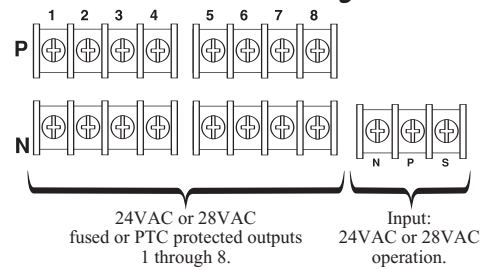 1 2 3 4 5 6 7 8
P
N
N P S
24VAC or 28VAC
fused or PTC protected outputs
1 through 8.
Input:
24VAC or 28VAC
operation.